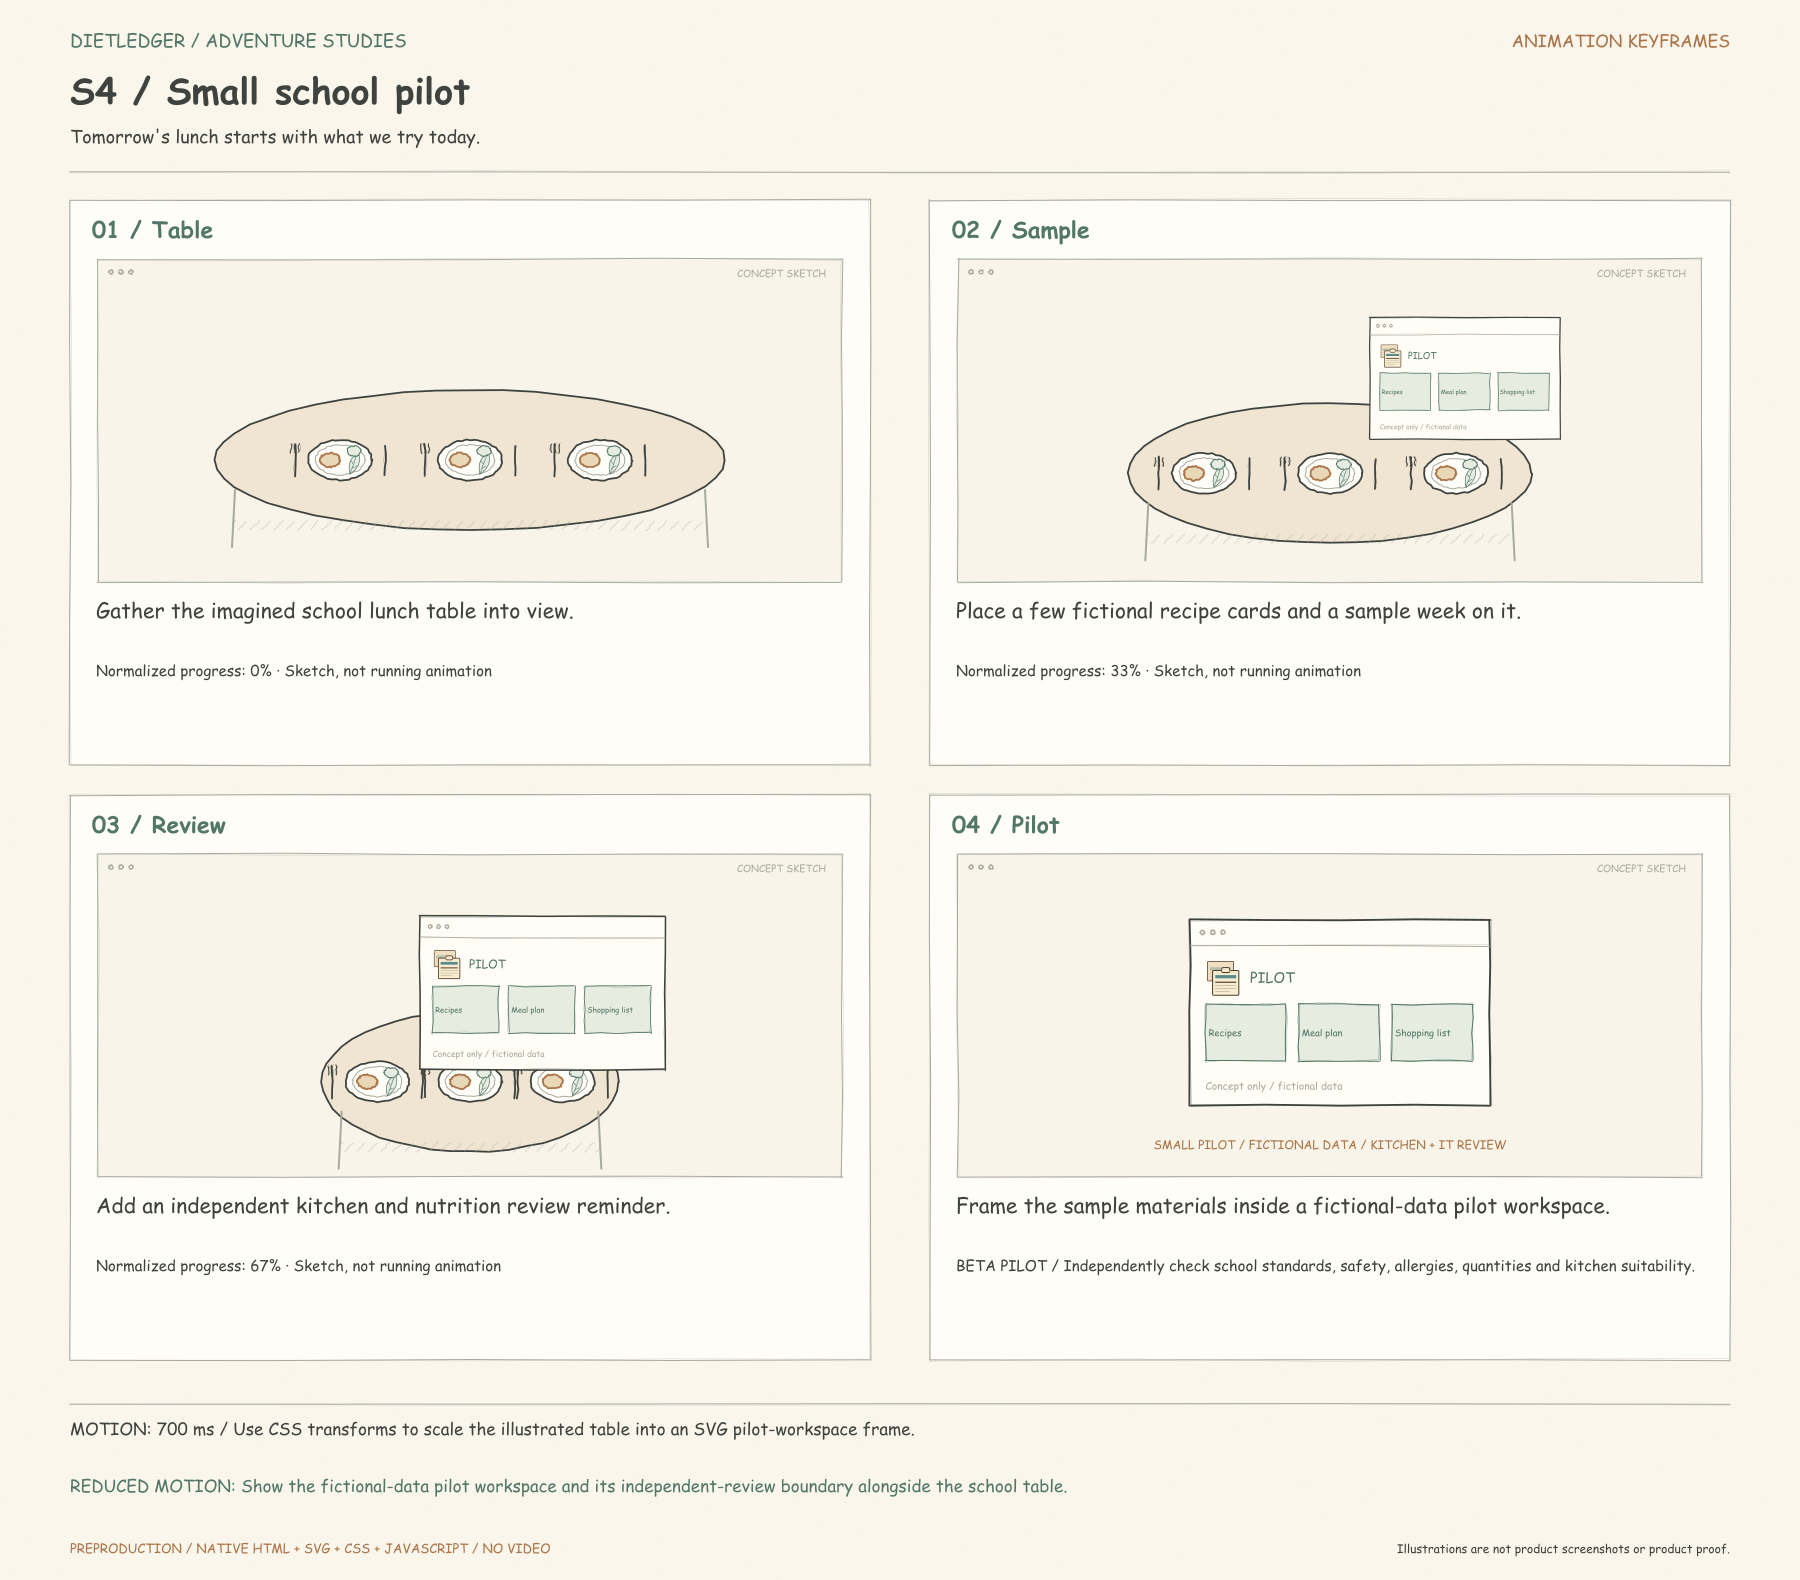 DIETLEDGER / ADVENTURE STUDIES
ANIMATION KEYFRAMES
S4 / Small school pilot
Tomorrow's lunch starts with what we try today.
01 / Table
CONCEPT SKETCH
Gather the imagined school lunch table into view.
Normalized progress: 0% · Sketch, not running animation
02 / Sample
CONCEPT SKETCH
PILOT
Recipes
Meal plan
Shopping list
Concept only / fictional data
Place a few fictional recipe cards and a sample week on it.
Normalized progress: 33% · Sketch, not running animation
03 / Review
CONCEPT SKETCH
PILOT
Recipes
Meal plan
Shopping list
Concept only / fictional data
Add an independent kitchen and nutrition review reminder.
Normalized progress: 67% · Sketch, not running animation
04 / Pilot
CONCEPT SKETCH
PILOT
Recipes
Meal plan
Shopping list
Concept only / fictional data
SMALL PILOT / FICTIONAL DATA / KITCHEN + IT REVIEW
Frame the sample materials inside a fictional-data pilot workspace.
BETA PILOT / Independently check school standards, safety, allergies, quantities and kitchen suitability.
MOTION: 700 ms / Use CSS transforms to scale the illustrated table into an SVG pilot-workspace frame.
REDUCED MOTION: Show the fictional-data pilot workspace and its independent-review boundary alongside the school table.
PREPRODUCTION / NATIVE HTML + SVG + CSS + JAVASCRIPT / NO VIDEO
Illustrations are not product screenshots or product proof.